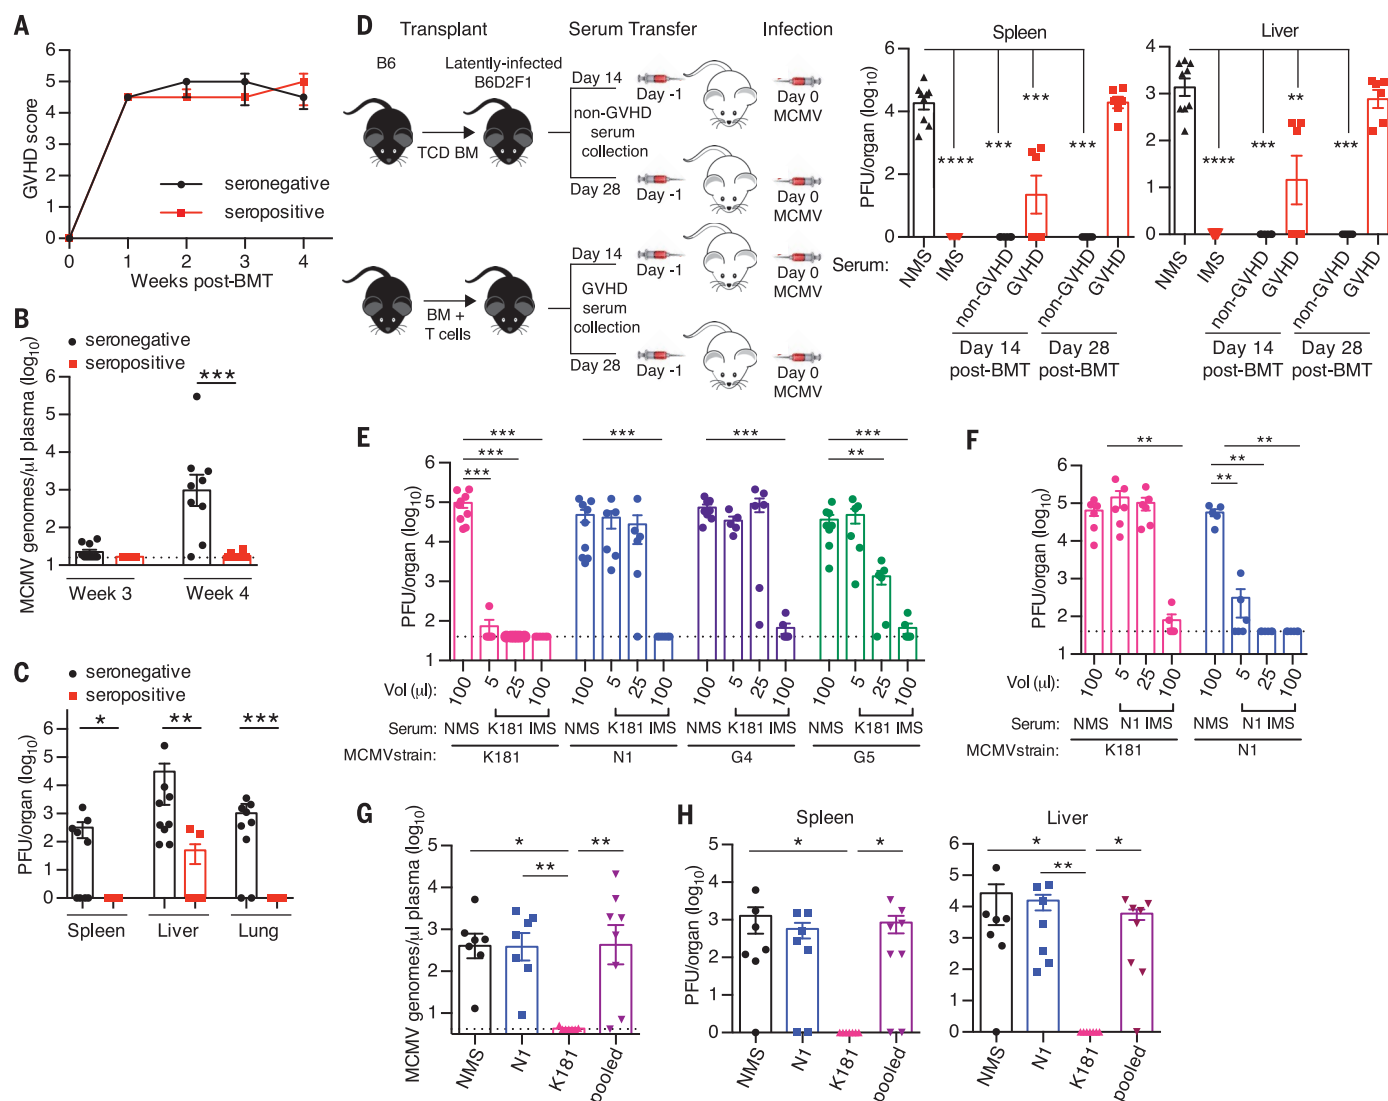 A
GVHD score
6
5
4
3
2
1
0
0 1 2 3 4
Weeks post-BMT
seronegative
seropositive
B
seronegative
seropositive
MCMV genomes/µl plasma (log10)
6
5
4
3
2
1
***
Week 3
Week 4
C
seronegative
seropositive
PFU/organ (log10)
6
5
4
3
2
1
0
* ** ***
Spleen Liver Lung
D
Transplant Serum Transfer Infection
B6
Latently-infected
B6D2F1
TCD BM
Day 14
non-GVHD
serum
collection
Day 28
Day -1
Day 0
MCMV
Day -1
Day 0
MCMV
BM +
T cells
Day 14
GVHD
serum
collection
Day 28
Day -1
Day 0
MCMV
Day -1
Day 0
MCMV
Spleen
PFU/organ (log10)
6
4
2
0
**** *** *** ***
Serum:
NMS IMS non-GVHD GVHD non-GVHD GVHD
Day 14
post-BMT
Day 28
post-BMT
Liver
4
3
2
1
0
**** *** ** ***
NMS IMS non-GVHD GVHD non-GVHD GVHD
Day 14
post-BMT
Day 28
post-BMT
E
PFU/organ (log10)
6
5
4
3
2
1
***
***
***
***
***
***
**
Vol (µl):
100 5 25 100 100 5 25 100 100 5 25 100 100 5 25 100
Serum: NMS K181 IMS NMS K181 IMS NMS K181 IMS NMS K181 IMS
MCMVstrain: K181 N1 G4 G5
F
PFU/organ (log10)
6
5
4
3
2
1
**
**
**
**
Vol (µl):
100 5 25 100 100 5 25 100
Serum: NMS N1 IMS NMS N1 IMS
MCMVstrain: K181 N1
G
MCMV genomes/µl plasma (log10)
5
4
3
2
1
* **
**
NMS N1 K181 pooled
H
Spleen
PFU/organ (log10)
5
4
3
2
1
0
* *
NMS N1 K181 pooled
Liver
6
5
4
3
2
1
0
* *
**
NMS N1 K181 pooled